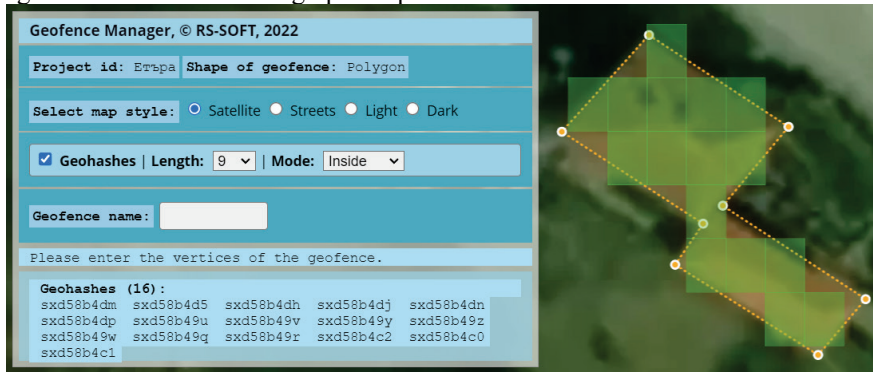 Geofence Manager, © RS-SOFT, 2022
Project id: Етъра Shape of geofence: Polygon
Select map style: Satellite Streets Light Dark
Geohashes | Length: 9 | Mode: Inside
Geofence name:
Please enter the vertices of the geofence.
Geohashes (16):
sxd58b4dm sxd58b4d5 sxd58b4dh sxd58b4dj sxd58b4dn
sxd58b4dp sxd58b49u sxd58b49v sxd58b49y sxd58b49z
sxd58b49w sxd58b49q sxd58b49r sxd58b4c2 sxd58b4c0
sxd58b4c1